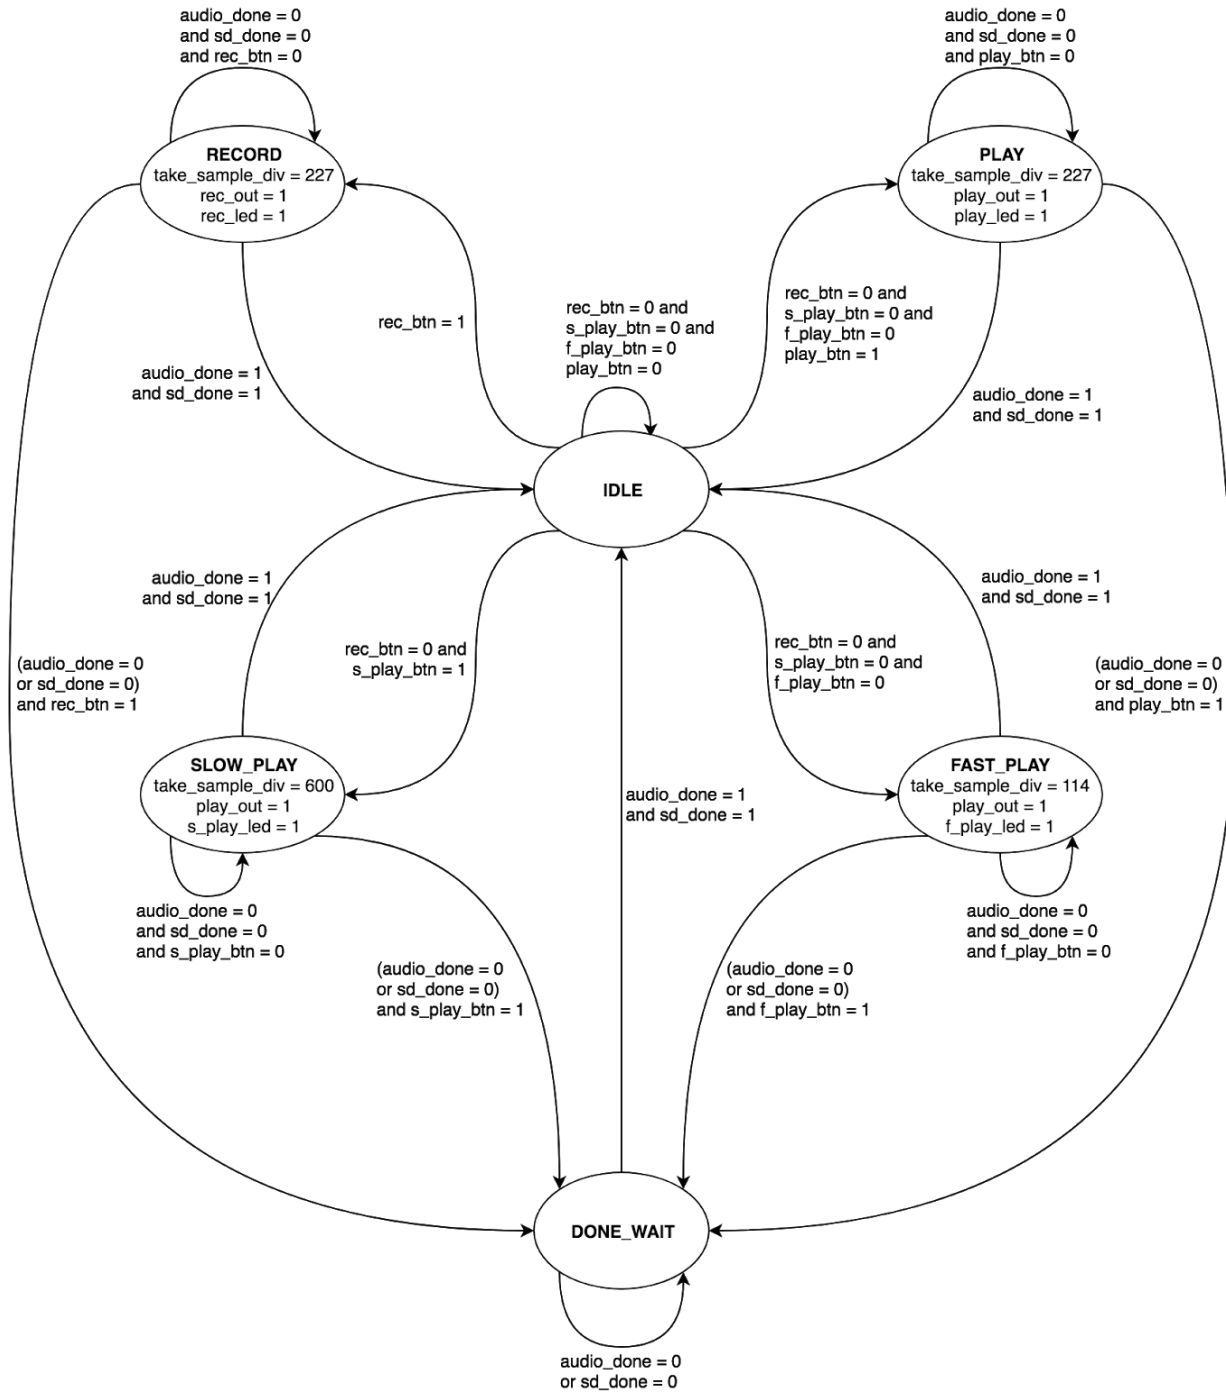 audio_done = 0
and sd_done = 0
and rec_btn = 0
audio_done = 0
and sd_done = 0
and play_btn = 0
RECORD
take_sample_div = 227
rec_out = 1
rec_led = 1
PLAY
take_sample_div = 227
play_out = 1
play_led = 1
rec_btn = 1
rec_btn = 0 and
s_play_btn = 0 and
f_play_btn = 0
play_btn = 0
rec_btn = 0 and
s_play_btn = 0 and
f_play_btn = 0
play_btn = 1
audio_done = 1
and sd_done = 1
audio_done = 1
and sd_done = 1
IDLE
audio_done = 1
and sd_done = 1
audio_done = 1
and sd_done = 1
rec_btn = 0 and
s_play_btn = 1
rec_btn = 0 and
s_play_btn = 0 and
f_play_btn = 0
(audio_done = 0
or sd_done = 0)
and rec_btn = 1
(audio_done = 0
or sd_done = 0)
and play_btn = 1
SLOW_PLAY
take_sample_div = 600
play_out = 1
s_play_led = 1
audio_done = 1
and sd_done = 1
FAST_PLAY
take_sample_div = 114
play_out = 1
f_play_led = 1
audio_done = 0
and sd_done = 0
and s_play_btn = 0
audio_done = 0
and sd_done = 0
and f_play_btn = 0
(audio_done = 0
or sd_done = 0)
and s_play_btn = 1
(audio_done = 0
or sd_done = 0)
and f_play_btn = 1
DONE_WAIT
audio_done = 0
or sd_done = 0